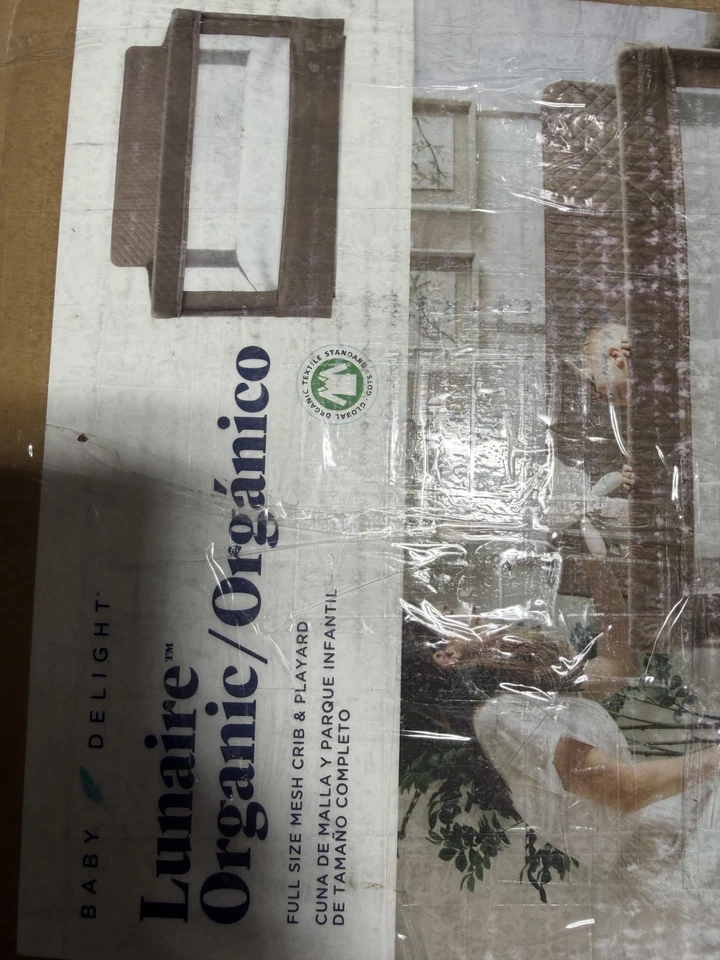 BABY DELIGHT™
Lunaire™
Organic/Orgánico
FULL SIZE MESH CRIB & PLAYARD
CUNA DE MALLA Y PARQUE INFANTIL
DE TAMAÑO COMPLETO
GLOBAL ORGANIC TEXTILE STANDARD · GOTS ·